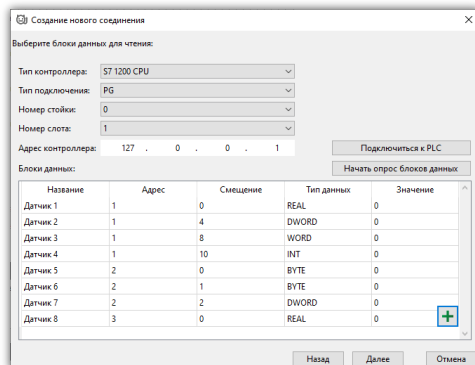 Создание нового соединения
Выберите блоки данных для чтения:
Тип контроллера: S7 1200 CPU
Тип подключения: PG
Номер стойки: 0
Номер слота: 1
Адрес контроллера: 127 . 0 . 0 . 1 Подключиться к PLC
Блоки данных: Начать опрос блоков данных
Название Адрес Смещение Тип данных Значение
Датчик 1 1 0 REAL 0
Датчик 2 1 4 DWORD 0
Датчик 3 1 8 WORD 0
Датчик 4 1 10 INT 0
Датчик 5 2 0 BYTE 0
Датчик 6 2 1 BYTE 0
Датчик 7 2 2 DWORD 0
Датчик 8 3 0 REAL 0
Назад Далее Отмена